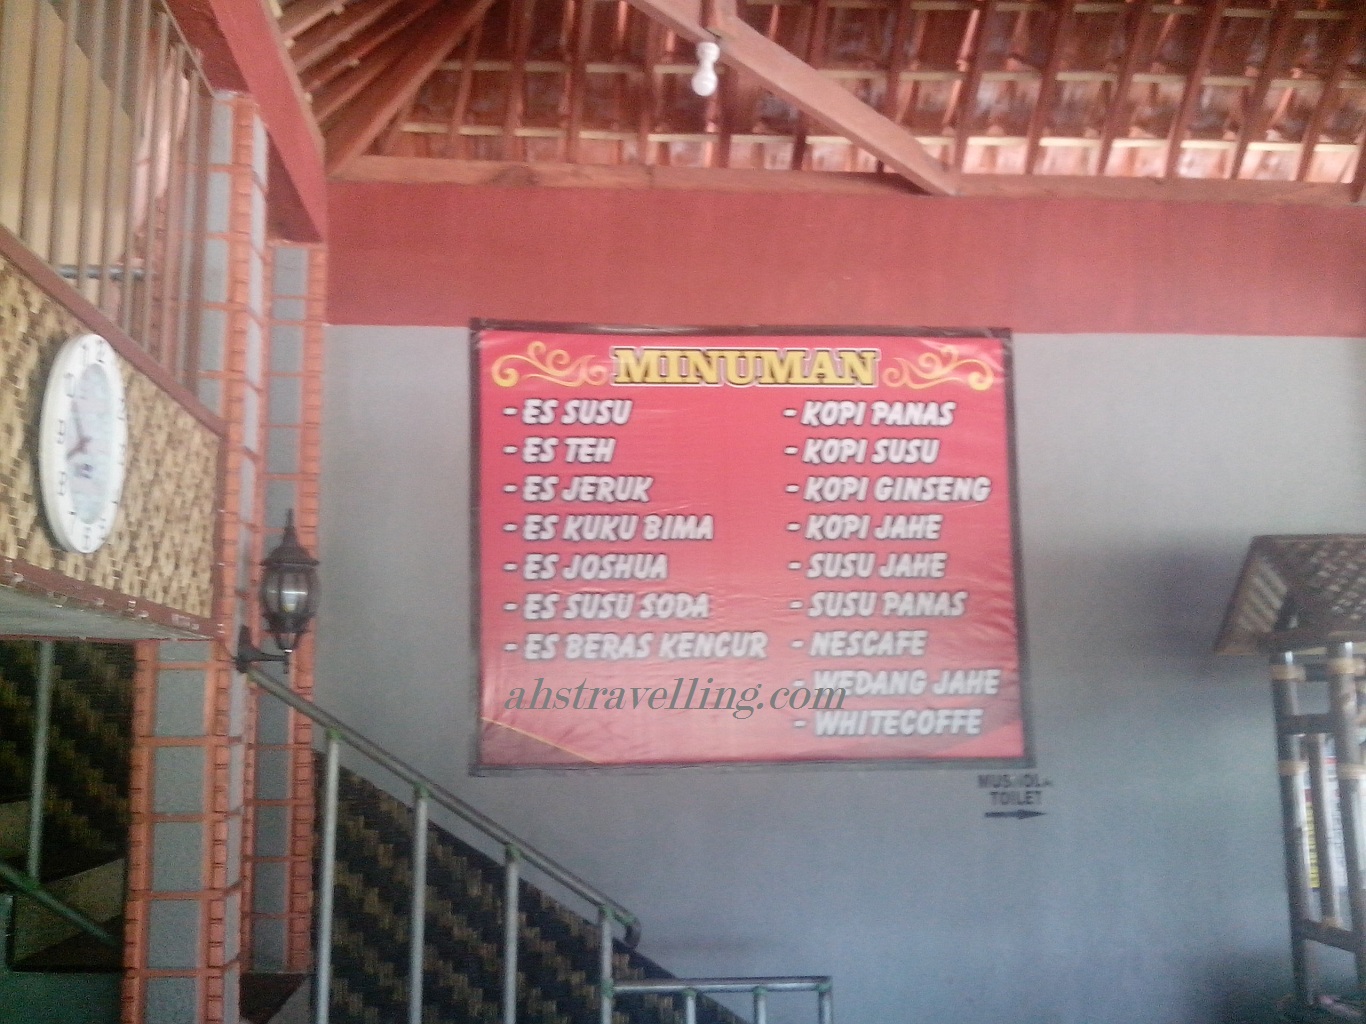 MINUMAN
- ES SUSU
- ES TEH
- ES JERUK
- ES KUKU BIMA
- ES JOSHUA
- ES SUSU SODA
- ES BERAS KENCUR
- KOPI PANAS
- KOPI SUSU
- KOPI GINSENG
- KOPI JAHE
- SUSU JAHE
- SUSU PANAS
- NESCAFE
- WEDANG JAHE
- WHITECOFFE
ahstravelling.com
TOILET